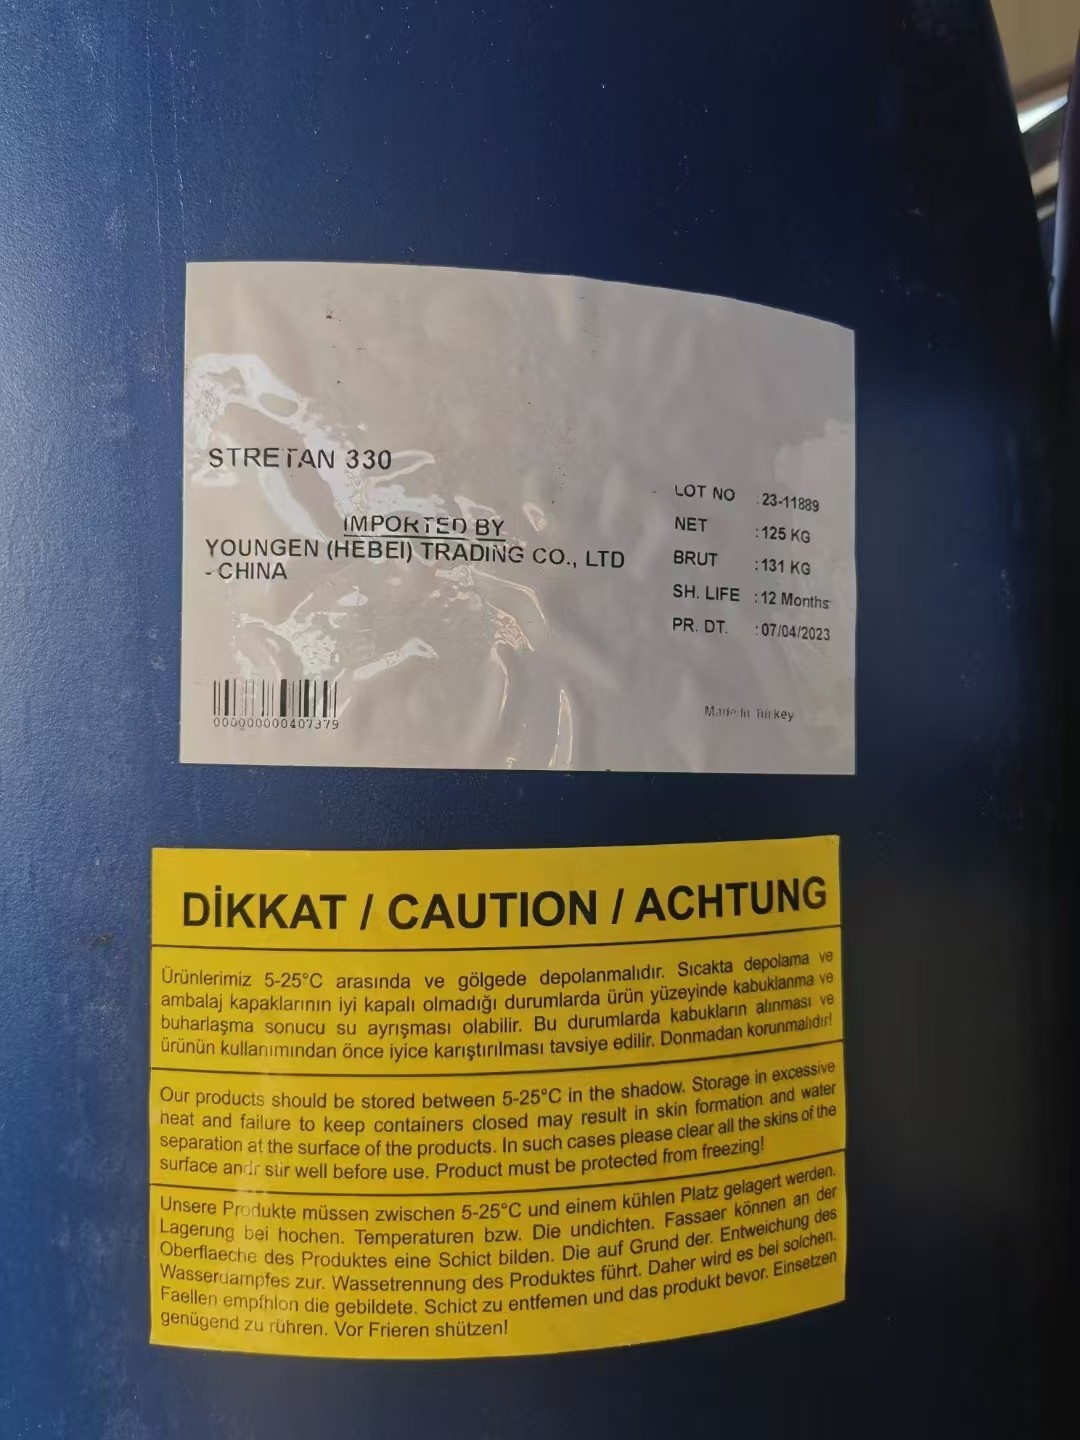 STRETAN 330
IMPORTED BY
YOUNGEN (HEBEI) TRADING CO., LTD
- CHINA
LOT NO : 23-11889
NET : 125 KG
BRUT : 131 KG
SH. LIFE : 12 Months
PR. DT. : 07/04/2023
000000000407379
Made In Turkey
DİKKAT / CAUTION / ACHTUNG
Ürünlerimiz 5-25°C arasında ve gölgede depolanmalıdır. Sıcakta depolama ve
ambalaj kapaklarının iyi kapalı olmadığı durumlarda ürün yüzeyinde kabuklanma ve
buharlaşma sonucu su ayrışması olabilir. Bu durumlarda kabukların alınması ve
ürünün kullanımından önce iyice karıştırılması tavsiye edilir. Donmadan korunmalıdır!
Our products should be stored between 5-25°C in the shadow. Storage in excessive
heat and failure to keep containers closed may result in skin formation and water
separation at the surface of the products. In such cases please clear all the skins of the
surface andr stir well before use. Product must be protected from freezing!
Unsere Produkte müssen zwischen 5-25°C und einem kühlen Platz gelagert werden.
Lagerung bei hochen. Temperaturen bzw. Die undichten. Fassaer können an der
Oberflaeche des Produktes eine Schict bilden. Die auf Grund der. Entweichung des
Wasserdampfes zur. Wassetrennung des Produktes führt. Daher wird es bei solchen.
Faellen empfhlon die gebildete. Schict zu entfemen und das produkt bevor. Einsetzen
genügend zu rühren. Vor Frieren shützen!